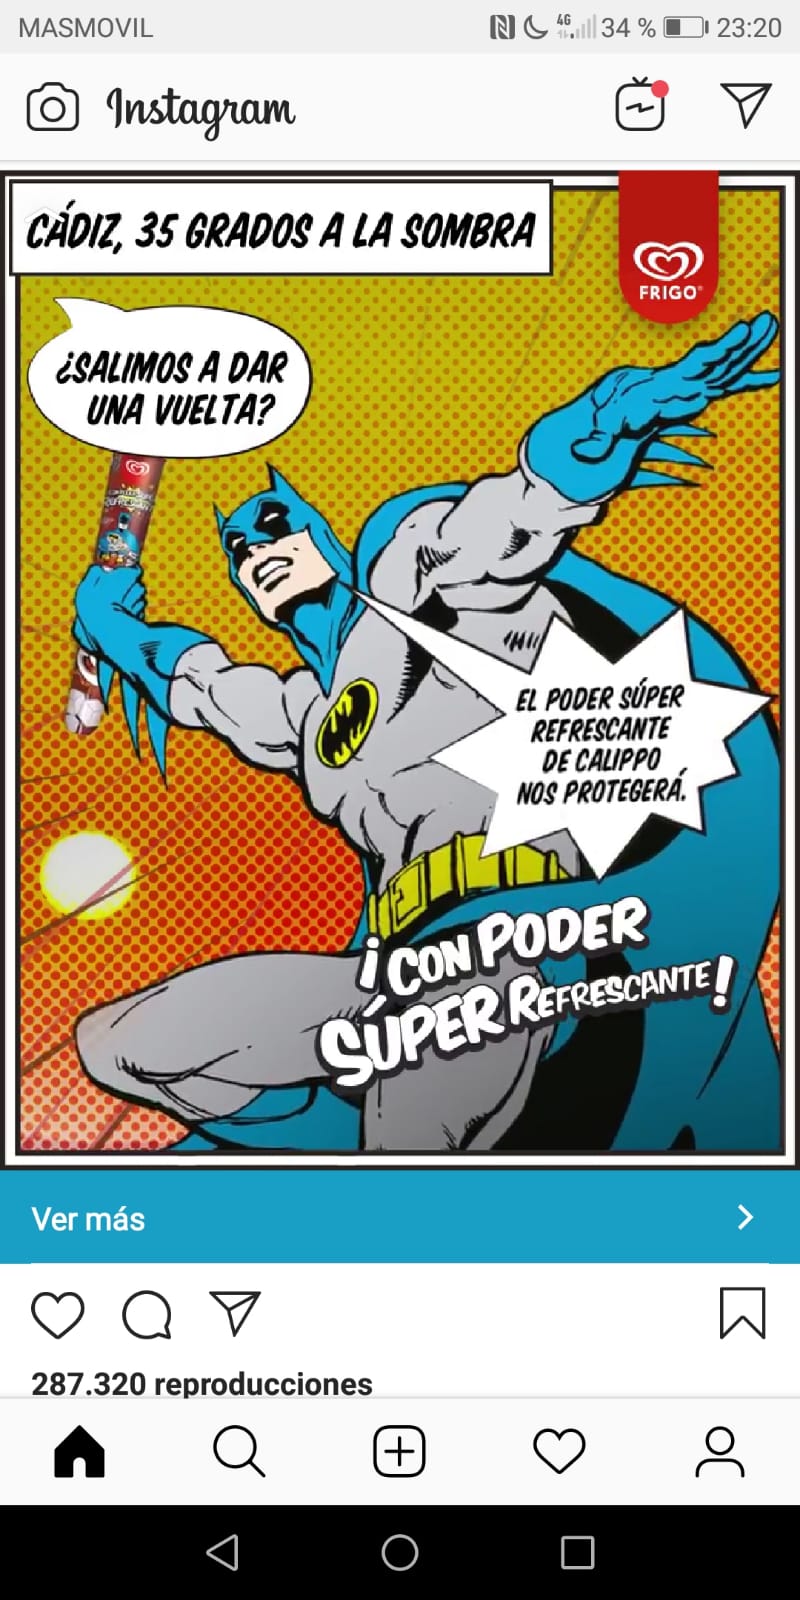 MASMOVIL 4G 34 % 23:20
Instagram
CÁDIZ, 35 GRADOS A LA SOMBRA
FRIGO®
¿SALIMOS A DAR
UNA VUELTA?
EL PODER SÚPER
REFRESCANTE
DE CALIPPO
NOS PROTEGERÁ.
¡CON PODER
SÚPER REFRESCANTE!
Ver más
287.320 reproducciones